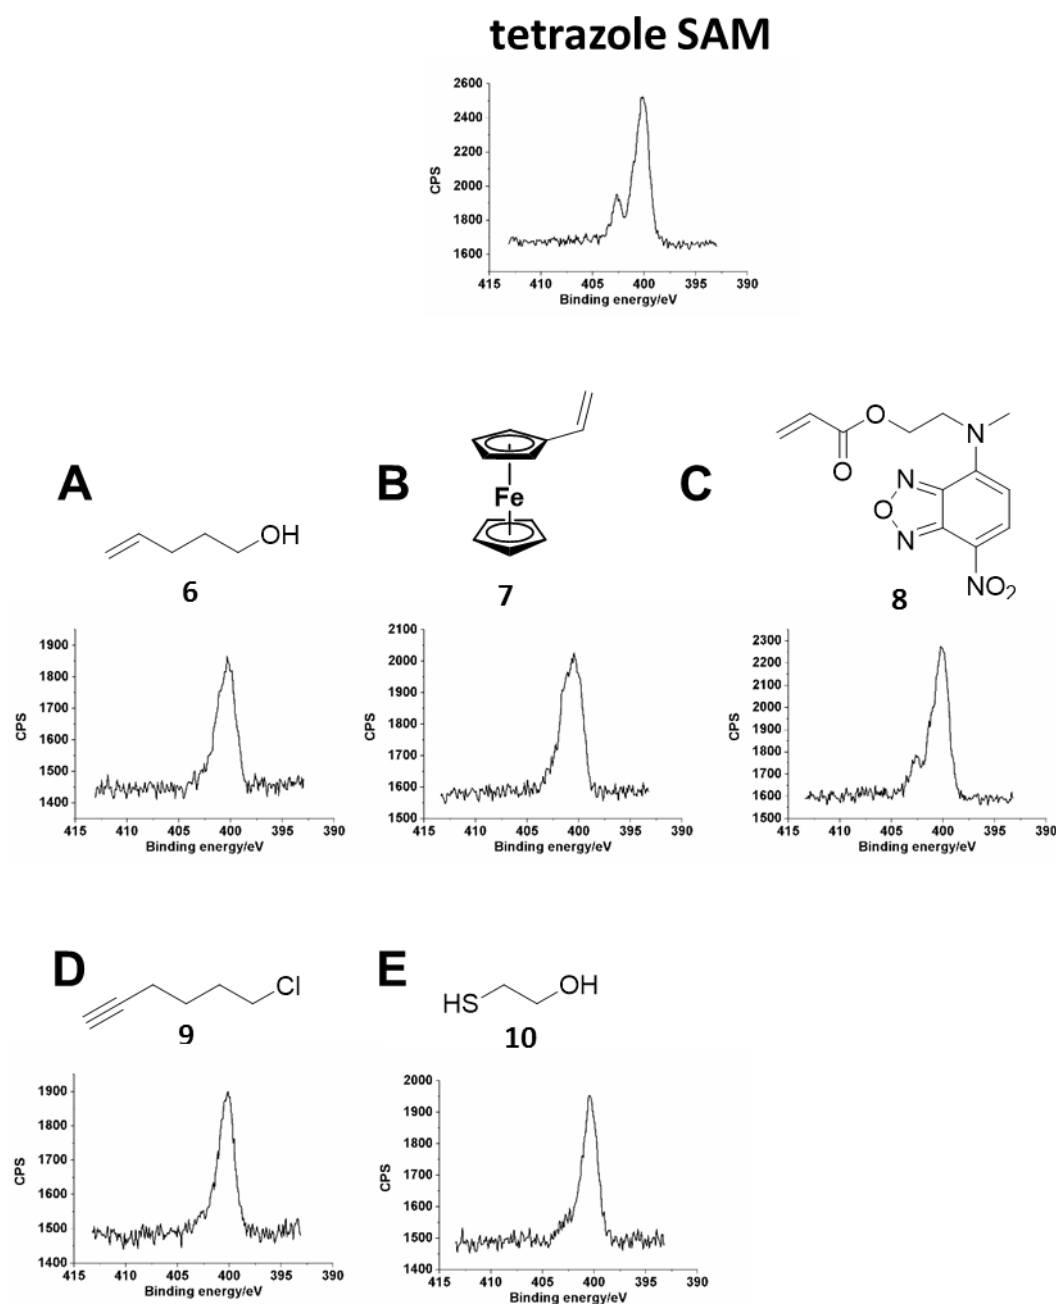 tetrazole SAM
2600
2400
2200
2000
1800
1600
CPS
415 410 405 400 395 390
Binding energy/eV
A
OH
6
B
Fe
7
C
O
N
O
N
O
N
NO2
8
1900
1800
1700
1600
1500
1400
CPS
415 410 405 400 395 390
Binding energy/eV
2100
2000
1900
1800
1700
1600
1500
CPS
415 410 405 400 395 390
Binding energy/eV
2300
2200
2100
2000
1900
1800
1700
1600
1500
CPS
415 410 405 400 395 390
Binding energy/eV
D
Cl
9
E
HS
OH
10
1900
1800
1700
1600
1500
1400
CPS
415 410 405 400 395 390
Binding energy/eV
2000
1900
1800
1700
1600
1500
1400
CPS
415 410 405 400 395 390
Binding energy/eV